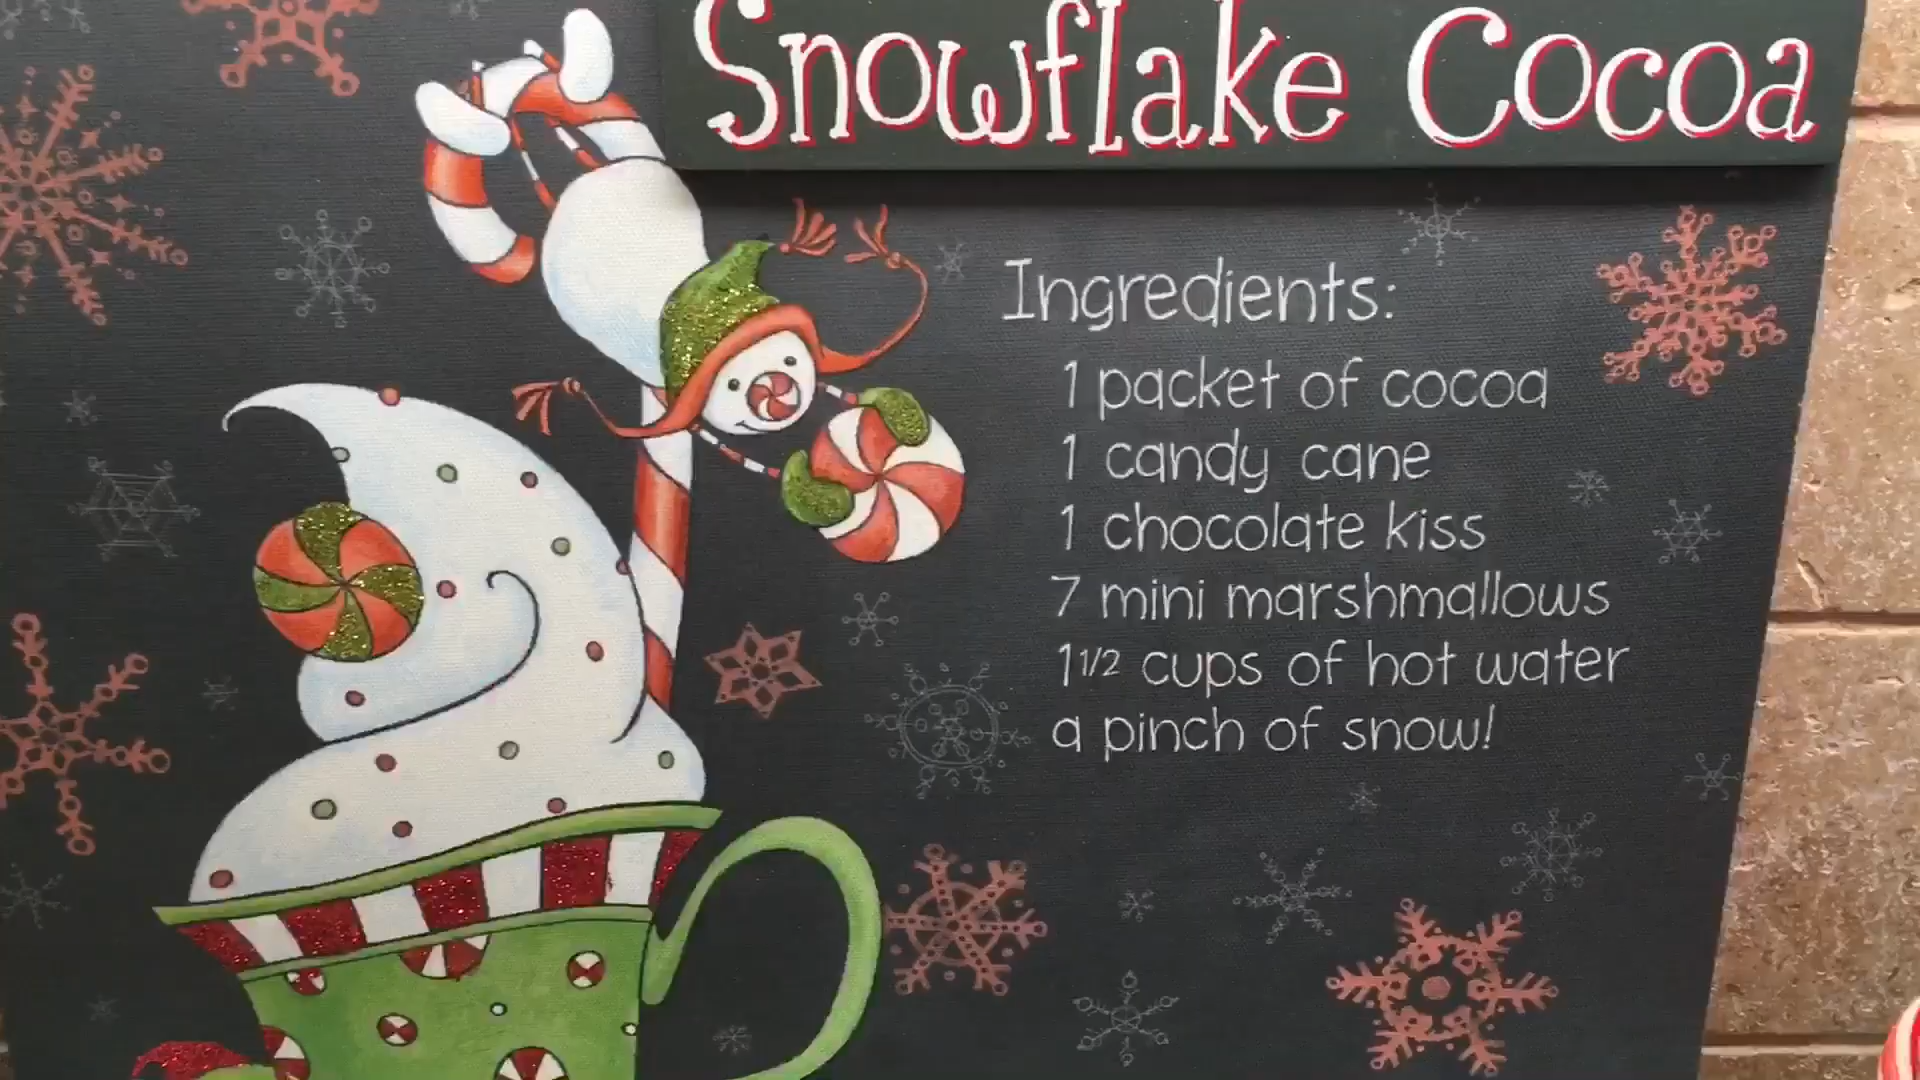 Snowflake Cocoa
Ingredients:
1 packet of cocoa
1 candy cane
1 chocolate kiss
7 mini marshmallows
1 1/2 cups of hot water
a pinch of snow!